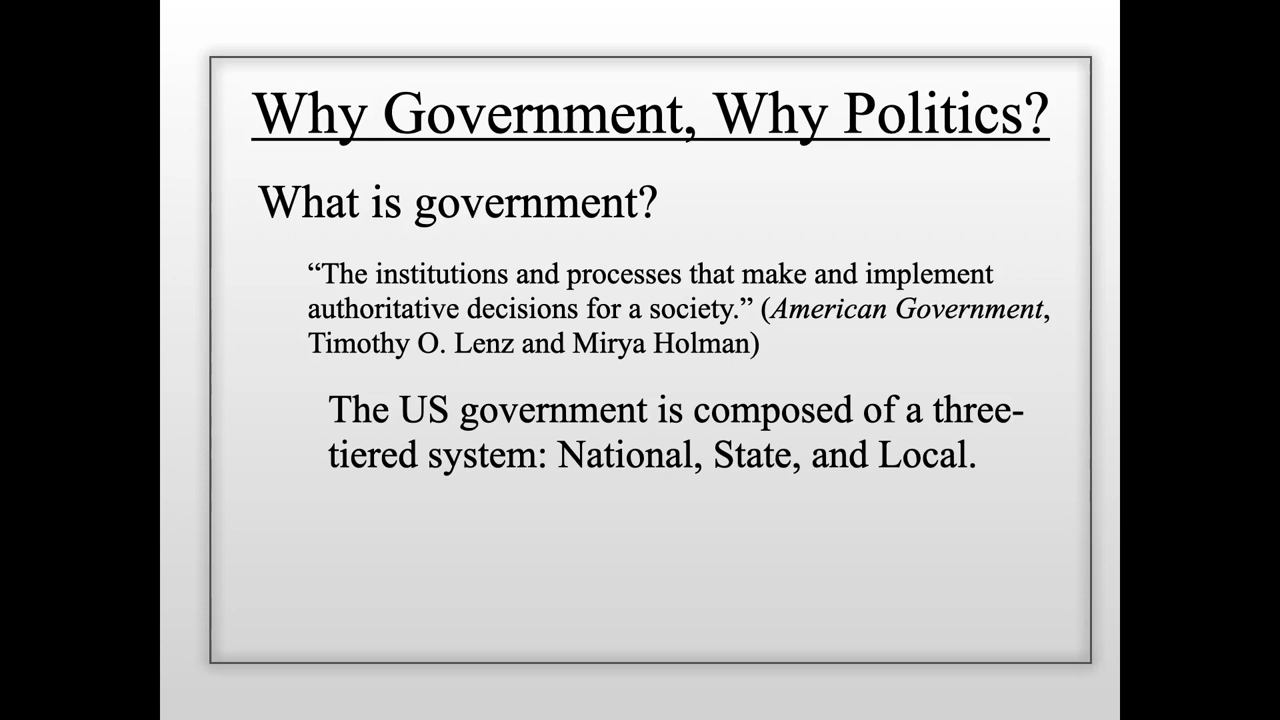 Why Government, Why Politics?
What is government?
“The institutions and processes that make and implement
authoritative decisions for a society.” (American Government,
Timothy O. Lenz and Mirya Holman)
The US government is composed of a three-
tiered system: National, State, and Local.